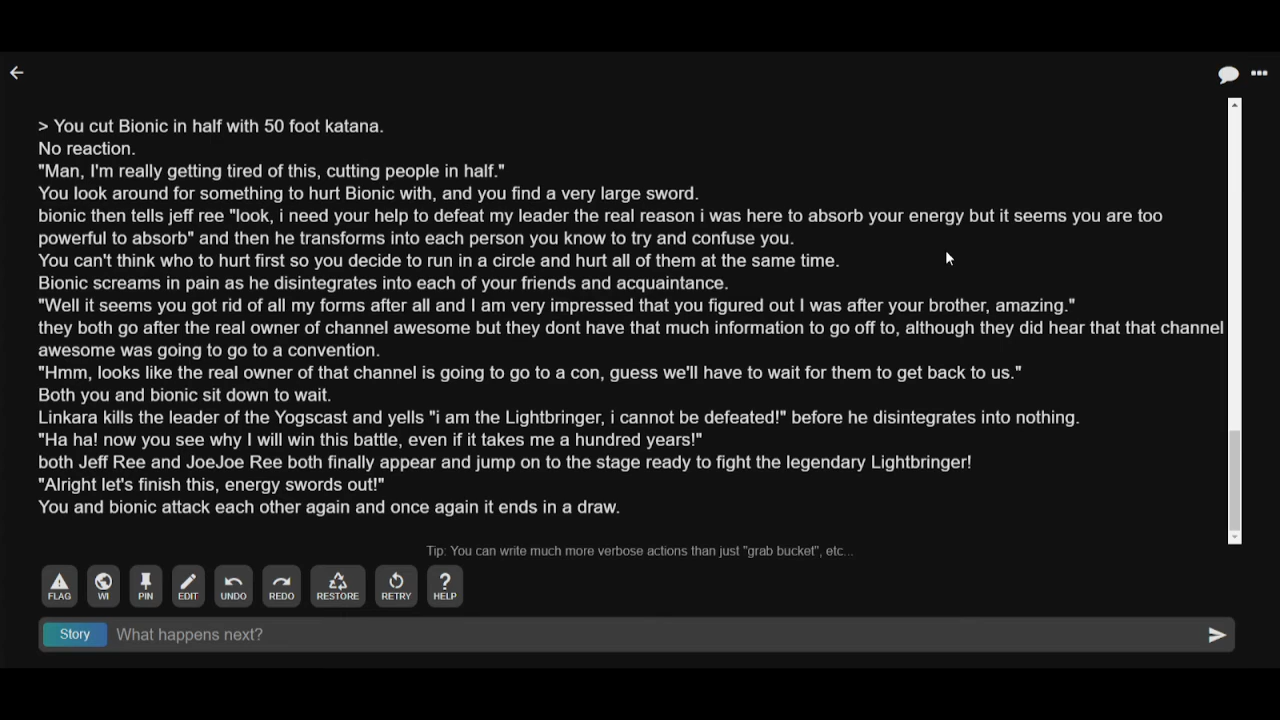 > You cut Bionic in half with 50 foot katana.
No reaction.
"Man, I'm really getting tired of this, cutting people in half."
You look around for something to hurt Bionic with, and you find a very large sword.
bionic then tells jeff ree "look, i need your help to defeat my leader the real reason i was here to absorb your energy but it seems you are too
powerful to absorb" and then he transforms into each person you know to try and confuse you.
You can't think who to hurt first so you decide to run in a circle and hurt all of them at the same time.
Bionic screams in pain as he disintegrates into each of your friends and acquaintance.
"Well it seems you got rid of all my forms after all and I am very impressed that you figured out I was after your brother, amazing."
they both go after the real owner of channel awesome but they dont have that much information to go off to, although they did hear that that channel
awesome was going to go to a convention.
"Hmm, looks like the real owner of that channel is going to go to a con, guess we'll have to wait for them to get back to us."
Both you and bionic sit down to wait.
Linkara kills the leader of the Yogscast and yells "i am the Lightbringer, i cannot be defeated!" before he disintegrates into nothing.
"Ha ha! now you see why I will win this battle, even if it takes me a hundred years!"
both Jeff Ree and JoeJoe Ree both finally appear and jump on to the stage ready to fight the legendary Lightbringer!
"Alright let's finish this, energy swords out!"
You and bionic attack each other again and once again it ends in a draw.
Tip: You can write much more verbose actions than just "grab bucket", etc...
FLAG WI PIN EDIT UNDO REDO RESTORE RETRY HELP
Story What happens next?